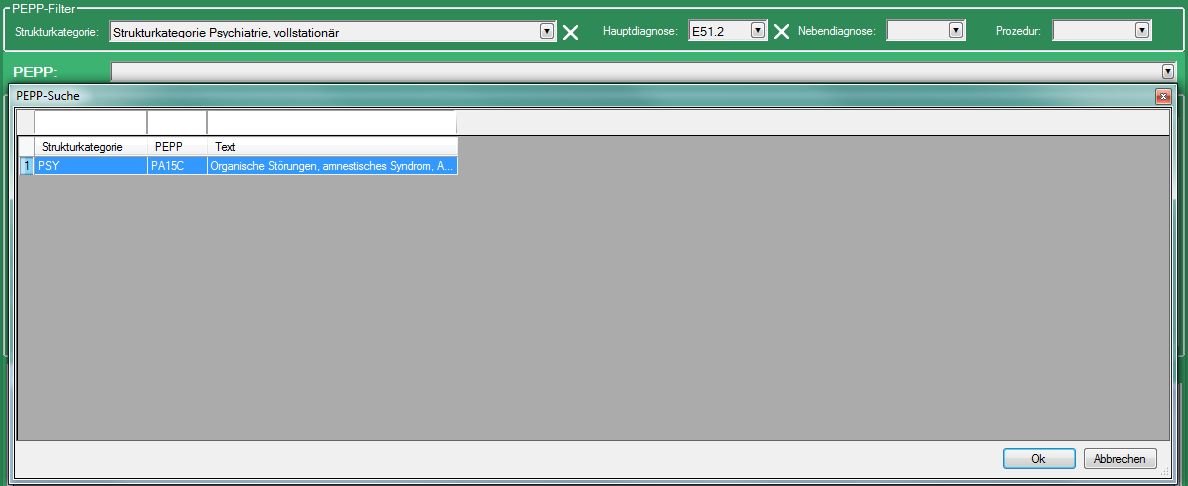 PEPP-Filter
Strukturkategorie: Strukturkategorie Psychiatrie, vollstationär Hauptdiagnose: E51.2 Nebendiagnose: Prozedur:
PEPP:
PEPP-Suche
Strukturkategorie PEPP Text
1 PSY PA15C Organische Störungen, amnestisches Syndrom, A...
Ok Abbrechen